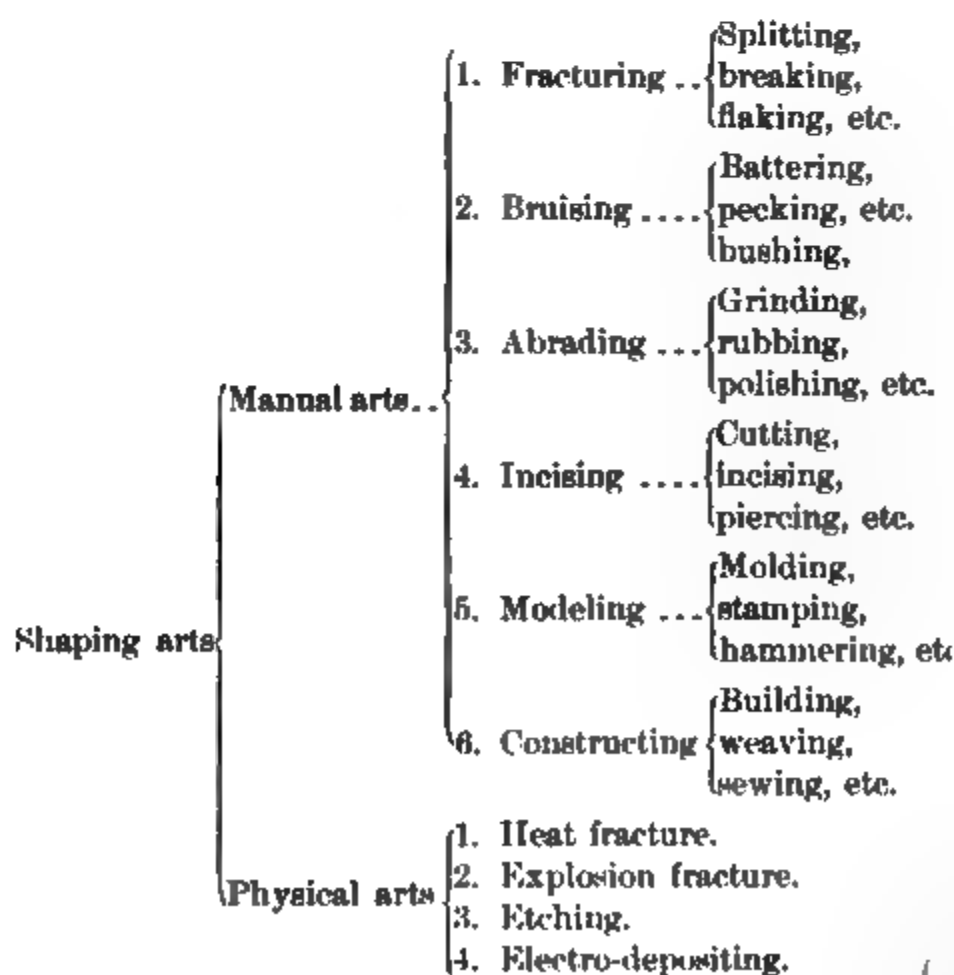 Splitting,
1. Fracturing .. breaking,
flaking, etc.
Battering,
2. Bruising .... pecking, etc.
bushing,
Grinding,
3. Abrading ... rubbing,
polishing, etc.
Manual arts..
Cutting,
4. Incising .... incising,
piercing, etc.
Molding,
5. Modeling ... stamping,
Shaping arts
hammering, etc
Building,
6. Constructing weaving,
sewing, etc.
1. Heat fracture.
2. Explosion fracture.
Physical arts
3. Etching.
4. Electro-depositing.